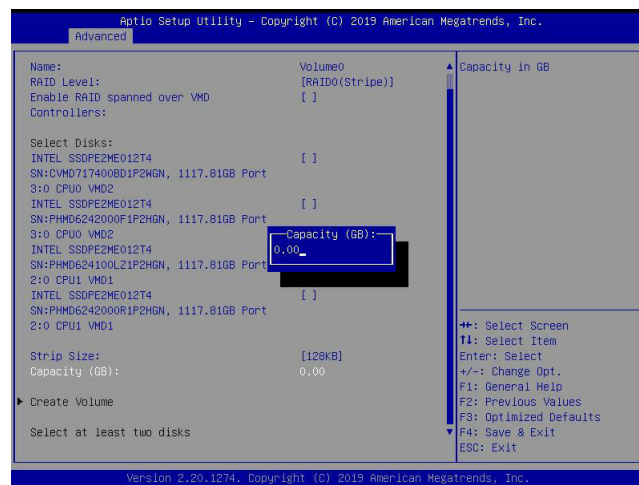 Aptio Setup Utility – Copyright (C) 2019 American Megatrends, Inc.
Advanced
Name: Volume0
RAID Level: [RAID0(Stripe)]
Enable RAID spanned over VMD [ ]
Controllers:
Select Disks:
INTEL SSDPE2ME012T4 [ ]
SN:CVMD717400BD1P2WGN, 1117.81GB Port
3:0 CPU0 VMD2
INTEL SSDPE2ME012T4 [ ]
SN:PHMD6242000F1P2HGN, 1117.81GB Port
3:0 CPU0 VMD2
INTEL SSDPE2ME012T4
SN:PHMD624100LZ1P2HGN, 1117.81GB Port
2:0 CPU1 VMD1
INTEL SSDPE2ME012T4 [ ]
SN:PHMD6242000R1P2HGN, 1117.81GB Port
2:0 CPU1 VMD1
Strip Size: [128KB]
Capacity (GB): 0.00
Create Volume
Select at least two disks
Capacity (GB):
0.00_
Capacity in GB
→←: Select Screen
↑↓: Select Item
Enter: Select
+/-: Change Opt.
F1: General Help
F2: Previous Values
F3: Optimized Defaults
F4: Save & Exit
ESC: Exit
Version 2.20.1274. Copyright (C) 2019 American Megatrends, Inc.